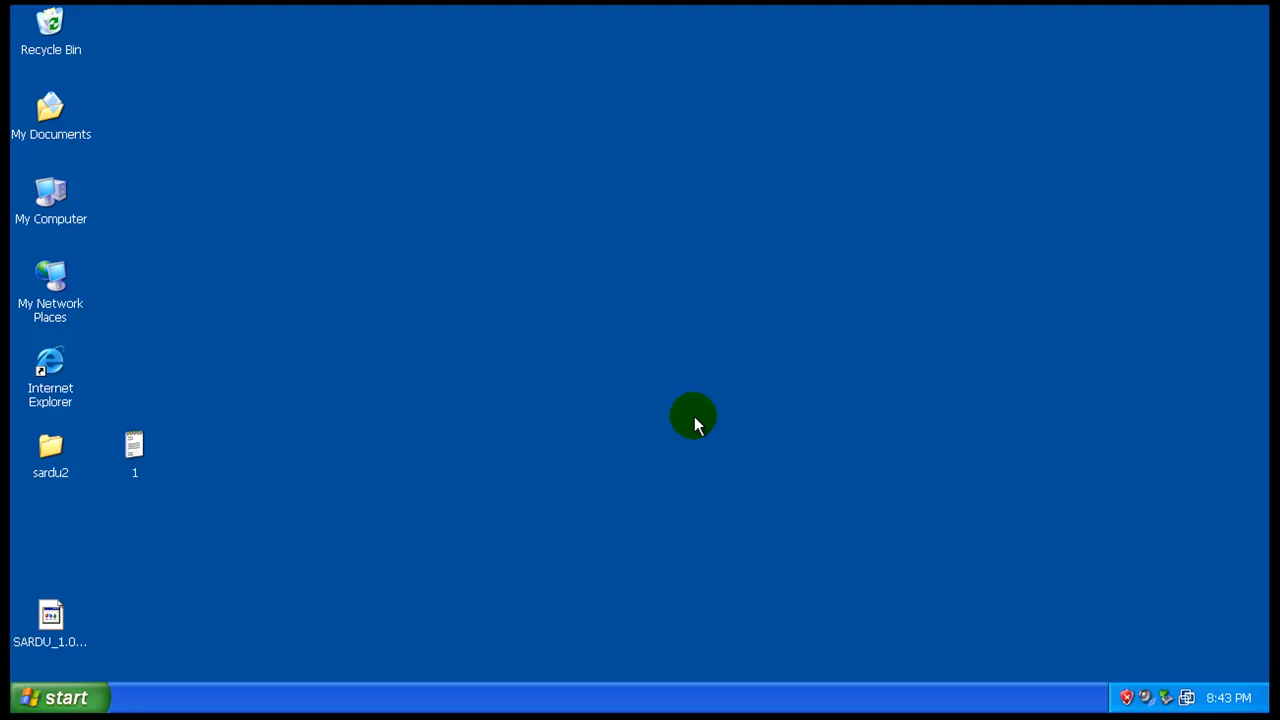 Recycle Bin
My Documents
My Computer
My Network
Places
Internet
Explorer
sardu2
1
SARDU_1.0...
start
8:43 PM